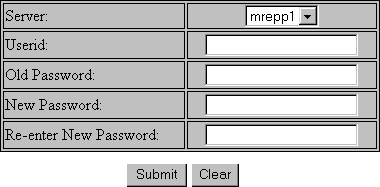 Server: mrepp1
Userid:
Old Password:
New Password:
Re-enter New Password:
Submit Clear